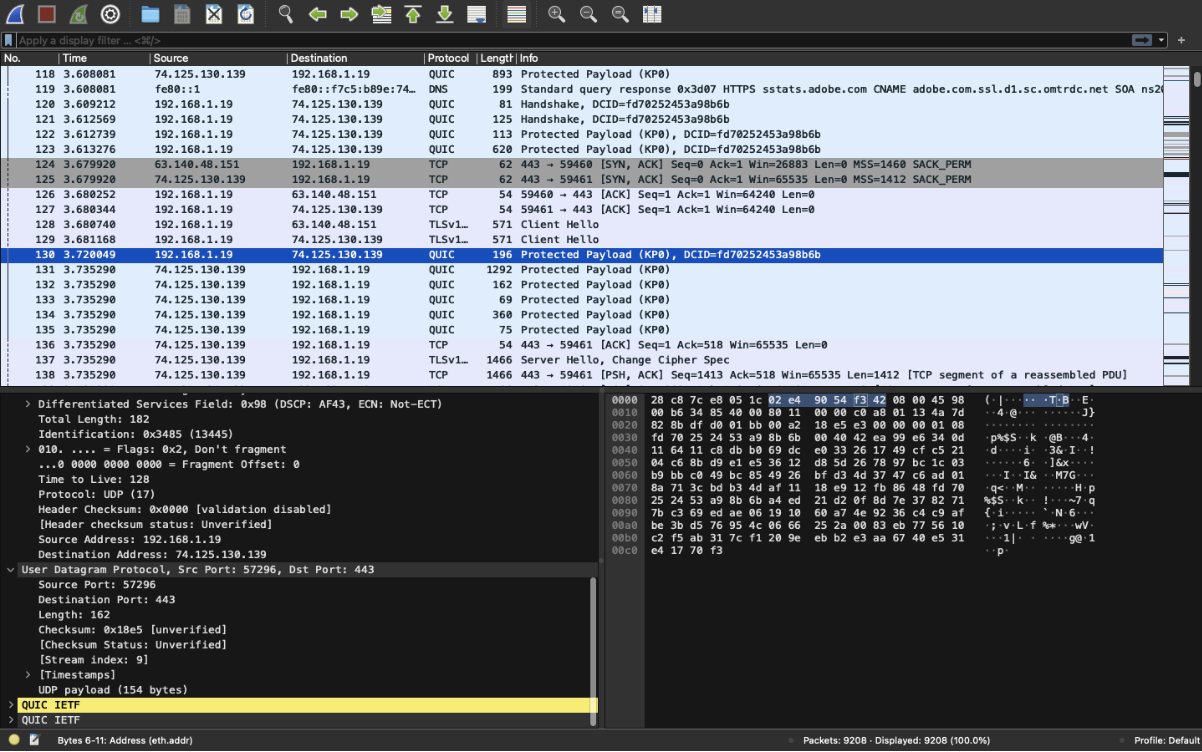 Apply a display filter ... <⌘/>
No. Time Source Destination Protocol Length Info
118 3.608081 74.125.130.139 192.168.1.19 QUIC 893 Protected Payload (KP0)
119 3.608081 fe80::1 fe80::f7c5:b89e:74… DNS 199 Standard query response 0x3d07 HTTPS sstats.adobe.com CNAME adobe.com.ssl.d1.sc.omtrdc.net SOA ns20
120 3.609212 192.168.1.19 74.125.130.139 QUIC 81 Handshake, DCID=fd70252453a98b6b
121 3.612569 192.168.1.19 74.125.130.139 QUIC 125 Handshake, DCID=fd70252453a98b6b
122 3.612739 192.168.1.19 74.125.130.139 QUIC 113 Protected Payload (KP0), DCID=fd70252453a98b6b
123 3.613276 192.168.1.19 74.125.130.139 QUIC 620 Protected Payload (KP0), DCID=fd70252453a98b6b
124 3.679920 63.140.48.151 192.168.1.19 TCP 62 443 → 59460 [SYN, ACK] Seq=0 Ack=1 Win=26883 Len=0 MSS=1460 SACK_PERM
125 3.679920 74.125.130.139 192.168.1.19 TCP 62 443 → 59461 [SYN, ACK] Seq=0 Ack=1 Win=65535 Len=0 MSS=1412 SACK_PERM
126 3.680252 192.168.1.19 63.140.48.151 TCP 54 59460 → 443 [ACK] Seq=1 Ack=1 Win=64240 Len=0
127 3.680344 192.168.1.19 74.125.130.139 TCP 54 59461 → 443 [ACK] Seq=1 Ack=1 Win=64240 Len=0
128 3.680740 192.168.1.19 63.140.48.151 TLSv1… 571 Client Hello
129 3.681168 192.168.1.19 74.125.130.139 TLSv1… 571 Client Hello
130 3.720049 192.168.1.19 74.125.130.139 QUIC 196 Protected Payload (KP0), DCID=fd70252453a98b6b
131 3.735290 74.125.130.139 192.168.1.19 QUIC 1292 Protected Payload (KP0)
132 3.735290 74.125.130.139 192.168.1.19 QUIC 162 Protected Payload (KP0)
133 3.735290 74.125.130.139 192.168.1.19 QUIC 69 Protected Payload (KP0)
134 3.735290 74.125.130.139 192.168.1.19 QUIC 360 Protected Payload (KP0)
135 3.735290 74.125.130.139 192.168.1.19 QUIC 75 Protected Payload (KP0)
136 3.735290 74.125.130.139 192.168.1.19 TCP 54 443 → 59461 [ACK] Seq=1 Ack=518 Win=65535 Len=0
137 3.735290 74.125.130.139 192.168.1.19 TLSv1… 1466 Server Hello, Change Cipher Spec
138 3.735290 74.125.130.139 192.168.1.19 TCP 1466 443 → 59461 [PSH, ACK] Seq=1413 Ack=518 Win=65535 Len=1412 [TCP segment of a reassembled PDU]
Differentiated Services Field: 0x98 (DSCP: AF43, ECN: Not-ECT)
Total Length: 182
Identification: 0x3485 (13445)
010. .... = Flags: 0x2, Don't fragment
...0 0000 0000 0000 = Fragment Offset: 0
Time to Live: 128
Protocol: UDP (17)
Header Checksum: 0x0000 [validation disabled]
[Header checksum status: Unverified]
Source Address: 192.168.1.19
Destination Address: 74.125.130.139
User Datagram Protocol, Src Port: 57296, Dst Port: 443
Source Port: 57296
Destination Port: 443
Length: 162
Checksum: 0x18e5 [unverified]
[Checksum Status: Unverified]
[Stream index: 9]
[Timestamps]
UDP payload (154 bytes)
QUIC IETF
QUIC IETF
0000 28 c8 7c e8 05 1c 02 e4 90 54 f3 42 08 00 45 98 (·|····· ·T·B··E·
0010 00 b6 34 85 40 00 80 11 00 00 c0 a8 01 13 4a 7d ··4·@··· ······J}
0020 82 8b df d0 01 bb 00 a2 18 e5 e3 00 00 00 01 08 ········ ········
0030 fd 70 25 24 53 a9 8b 6b 00 40 42 ea 99 e6 34 0d ·p%$S··k ·@B···4·
0040 11 64 11 c8 db b0 69 dc e0 33 26 17 49 cf c5 21 ·d····i· ·3&·I··!
0050 04 c6 8b d9 e1 e5 36 12 d8 5d 26 78 97 bc 1c 03 ······6· ·]&x····
0060 b9 bb c0 49 bc 85 49 26 bf d3 4d 37 47 c6 ad 01 ···I··I& ··M7G···
0070 8a 71 3c bd b3 4d af 11 18 e9 12 fb 86 48 fd 70 ·q<··M·· ·····H·p
0080 25 24 53 a9 8b 6b a4 ed 21 d2 0f 8d 7e 37 82 71 %$S··k·· !···~7·q
0090 7b c3 69 ed ae 06 19 10 60 a7 4e 92 36 c4 c9 af {·i····· `·N·6···
00a0 be 3b d5 76 95 4c 06 66 25 2a 00 83 eb 77 56 10 ·;·v·L·f %*···wV·
00b0 c2 f5 ab 31 7c f1 20 9e eb b2 e3 aa 67 40 e5 31 ···1|· · ····g@·1
00c0 e4 17 70 f3 ··p·
Bytes 6-11: Address (eth.addr) Packets: 9208 · Displayed: 9208 (100.0%) Profile: Default